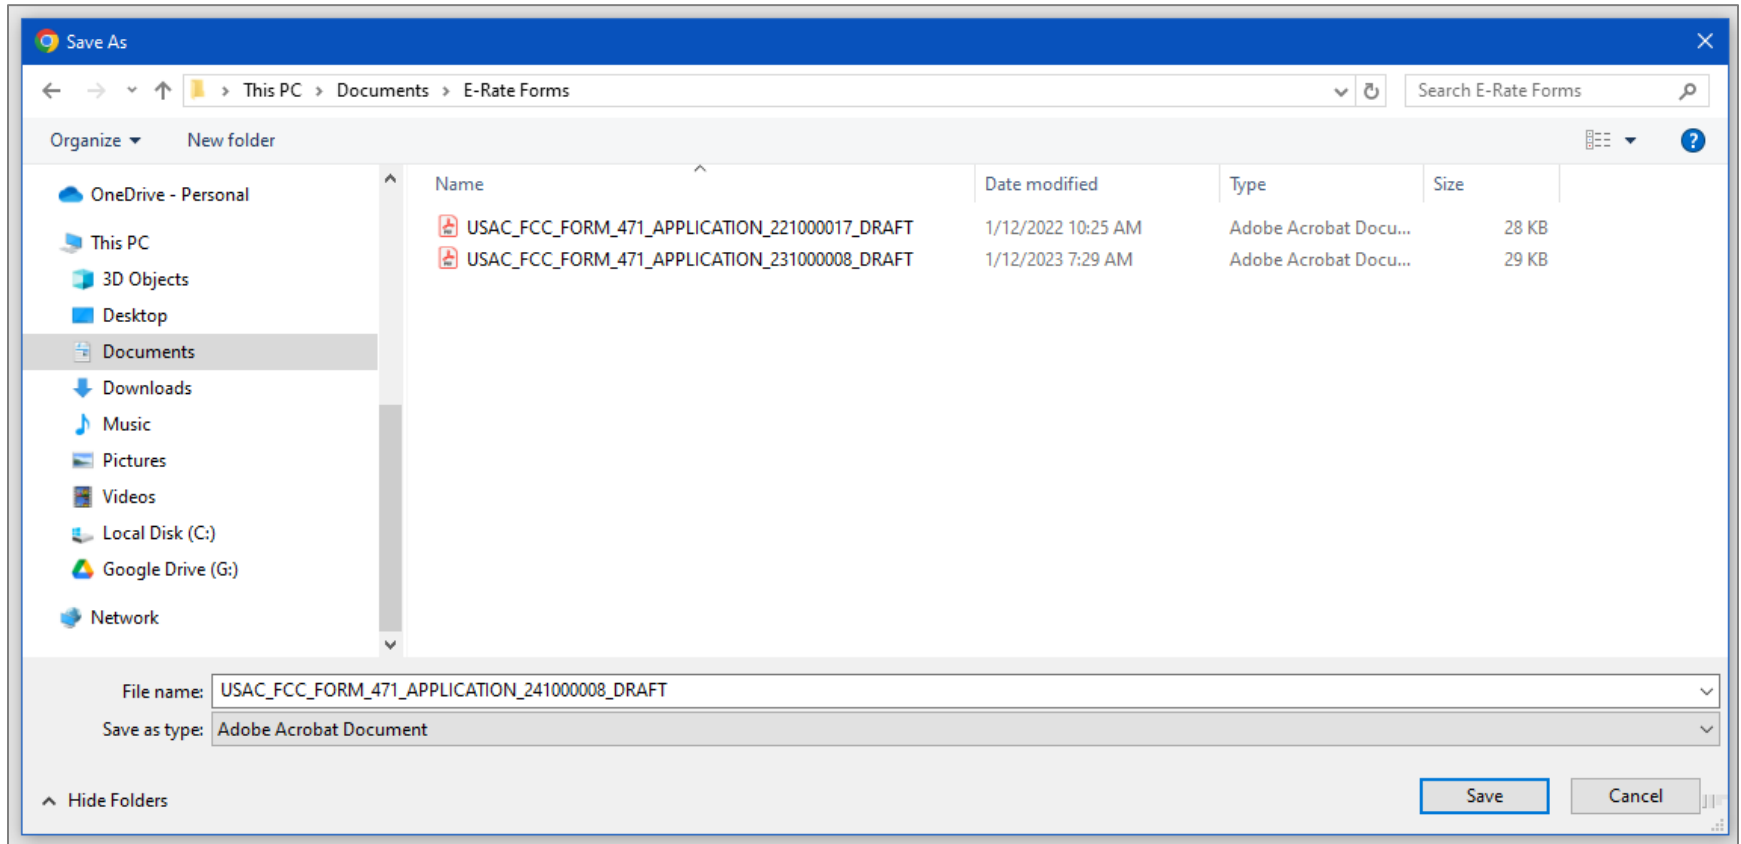 Save As
This PC > Documents > E-Rate Forms
Search E-Rate Forms
Organize
New folder
?
OneDrive - Personal
This PC
3D Objects
Desktop
Documents
Downloads
Music
Pictures
Videos
Local Disk (C:)
Google Drive (G:)
Network
Name Date modified Type Size
USAC_FCC_FORM_471_APPLICATION_221000017_DRAFT 1/12/2022 10:25 AM Adobe Acrobat Docu... 28 KB
USAC_FCC_FORM_471_APPLICATION_231000008_DRAFT 1/12/2023 7:29 AM Adobe Acrobat Docu... 29 KB
File name: USAC_FCC_FORM_471_APPLICATION_241000008_DRAFT
Save as type: Adobe Acrobat Document
Hide Folders
Save
Cancel